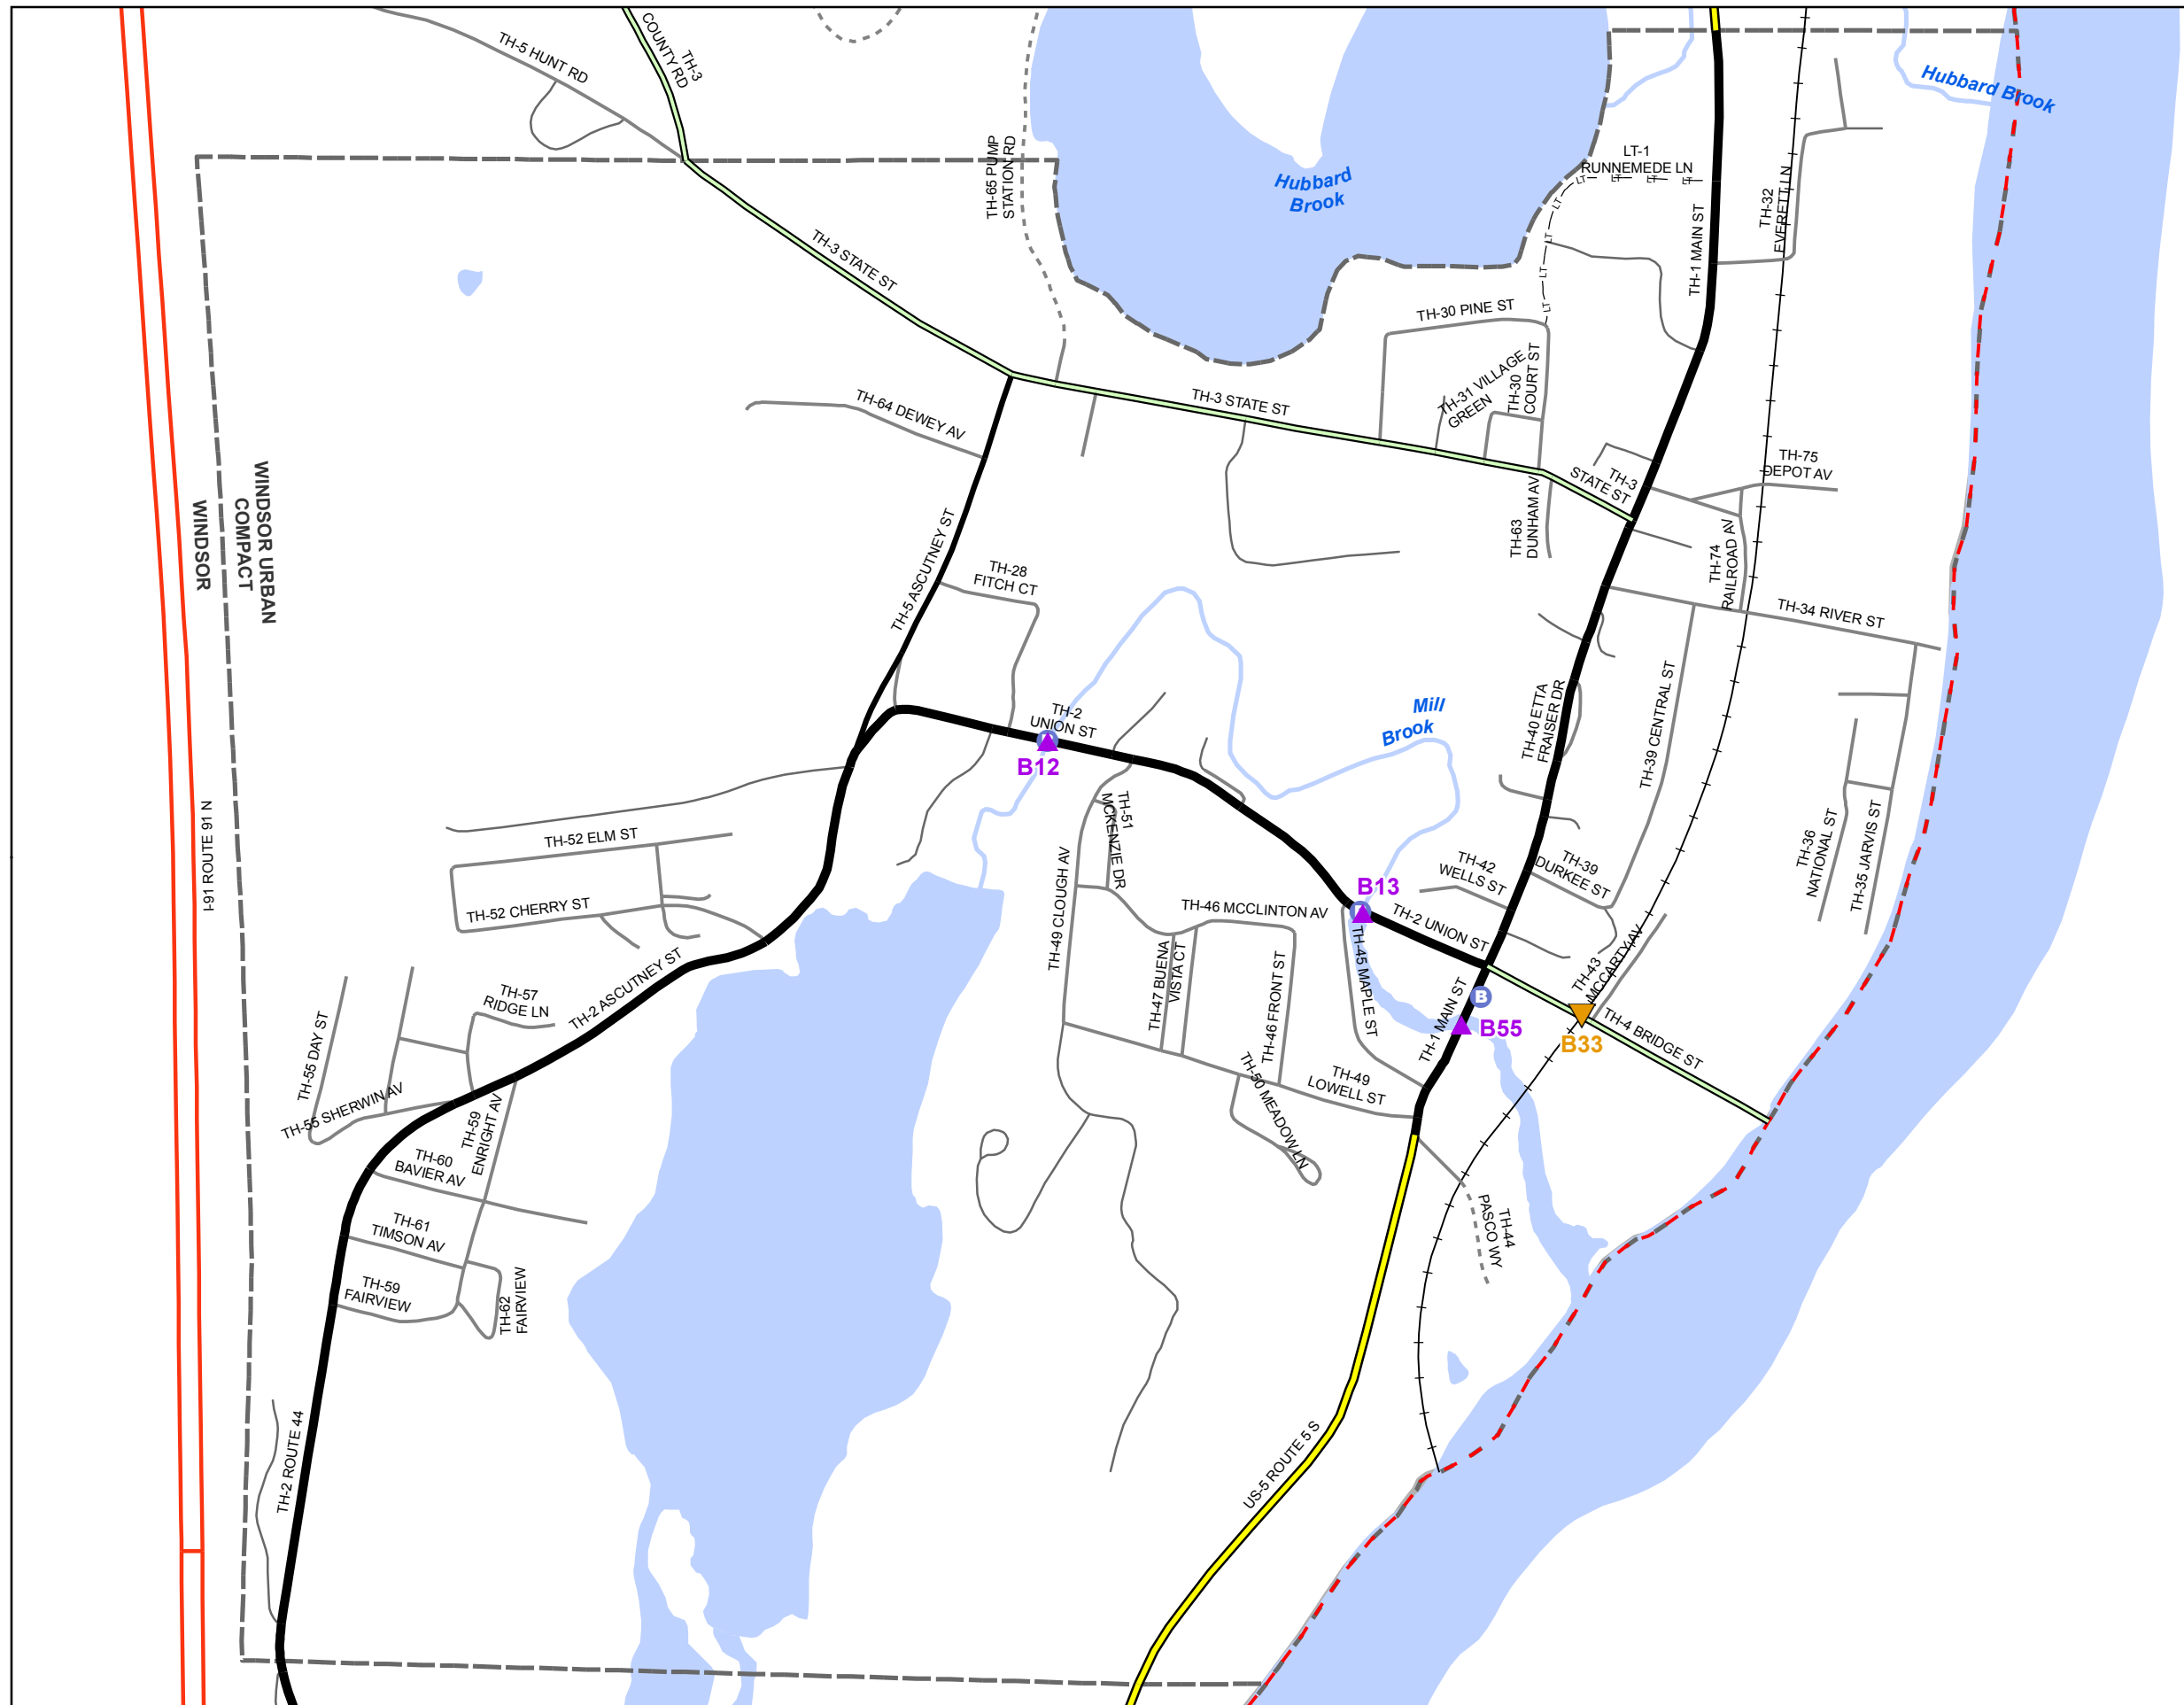 TH-5 HUNT RD
TH-3
COUNTY RD
Hubbard Brook
TH-65 PUMP
STATION RD
LT-1
RUNNEMEDE LN
LT
LT
LT
LT
LT
LT
LT
LT
Hubbard
Brook
TH-1 MAIN ST
TH-32
EVERETT LN
TH-3 STATE ST
TH-30 PINE ST
TH-31 VILLAGE
GREEN
TH-30
COURT ST
TH-64 DEWEY AV
TH-3 STATE ST
TH-3
STATE ST
TH-75
DEPOT AV
WINDSOR
WINDSOR URBAN
COMPACT
TH-63
DUNHAM AV
TH-74
RAILROAD AV
TH-5 ASCUTNEY ST
TH-28
FITCH CT
TH-34 RIVER ST
TH-2
UNION ST
B12
Mill
Brook
TH-40 ETTA
FRAISER DR
TH-39 CENTRAL ST
I-91 ROUTE 91 N
TH-52 ELM ST
TH-51
MCKENZIE DR
TH-36
NATIONAL ST
TH-35 JARVIS ST
TH-42
WELLS ST
TH-39
DURKEE ST
B13
TH-52 CHERRY ST
TH-49 CLOUGH AV
TH-46 MCCLINTON AV
TH-2 UNION ST
TH-47 BUENA
VISTA CT
TH-46 FRONT ST
TH-45 MAPLE ST
TH-43
MCCARTY AV
TH-2 ASCUTNEY ST
TH-57
RIDGE LN
B
B55
TH-1 MAIN ST
B33
TH-4 BRIDGE ST
TH-55 DAY ST
TH-55 SHERWIN AV
TH-59
ENRIGHT AV
TH-50 MEADOW LN
TH-49
LOWELL ST
TH-60
BAVIER AV
TH-61
TIMSON AV
TH-44
PASCO WY
TH-59
FAIRVIEW
TH-62
FAIRVIEW
TH-2 ROUTE 44
US-5 ROUTE 5 S